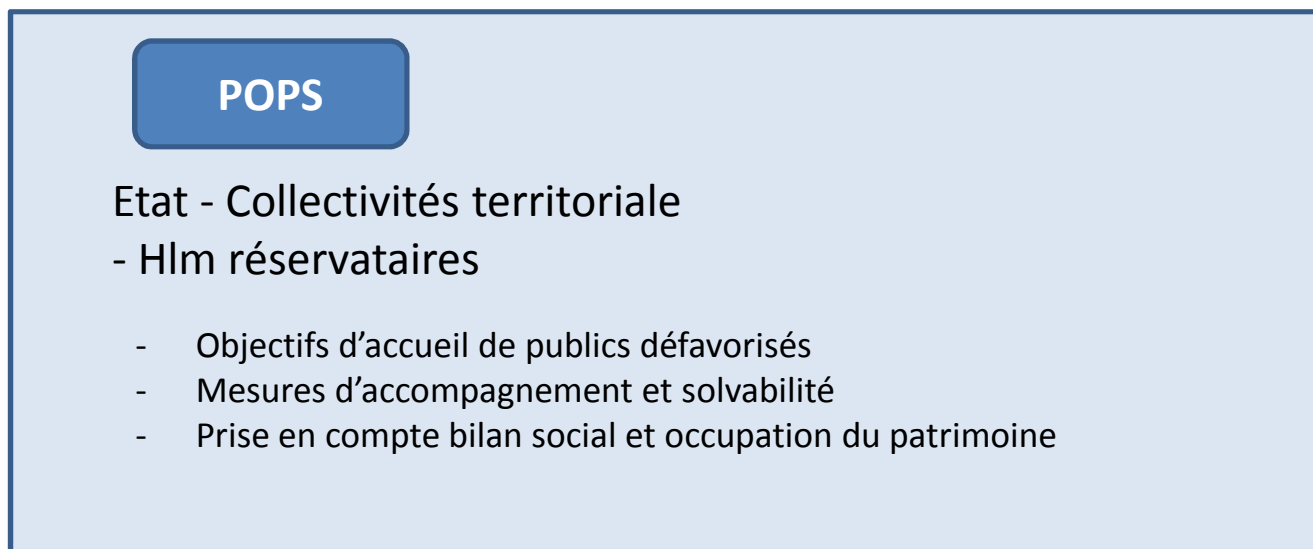 POPS
Etat - Collectivités territoriale
- Hlm réservataires
- Objectifs d’accueil de publics défavorisés
- Mesures d’accompagnement et solvabilité
- Prise en compte bilan social et occupation du patrimoine